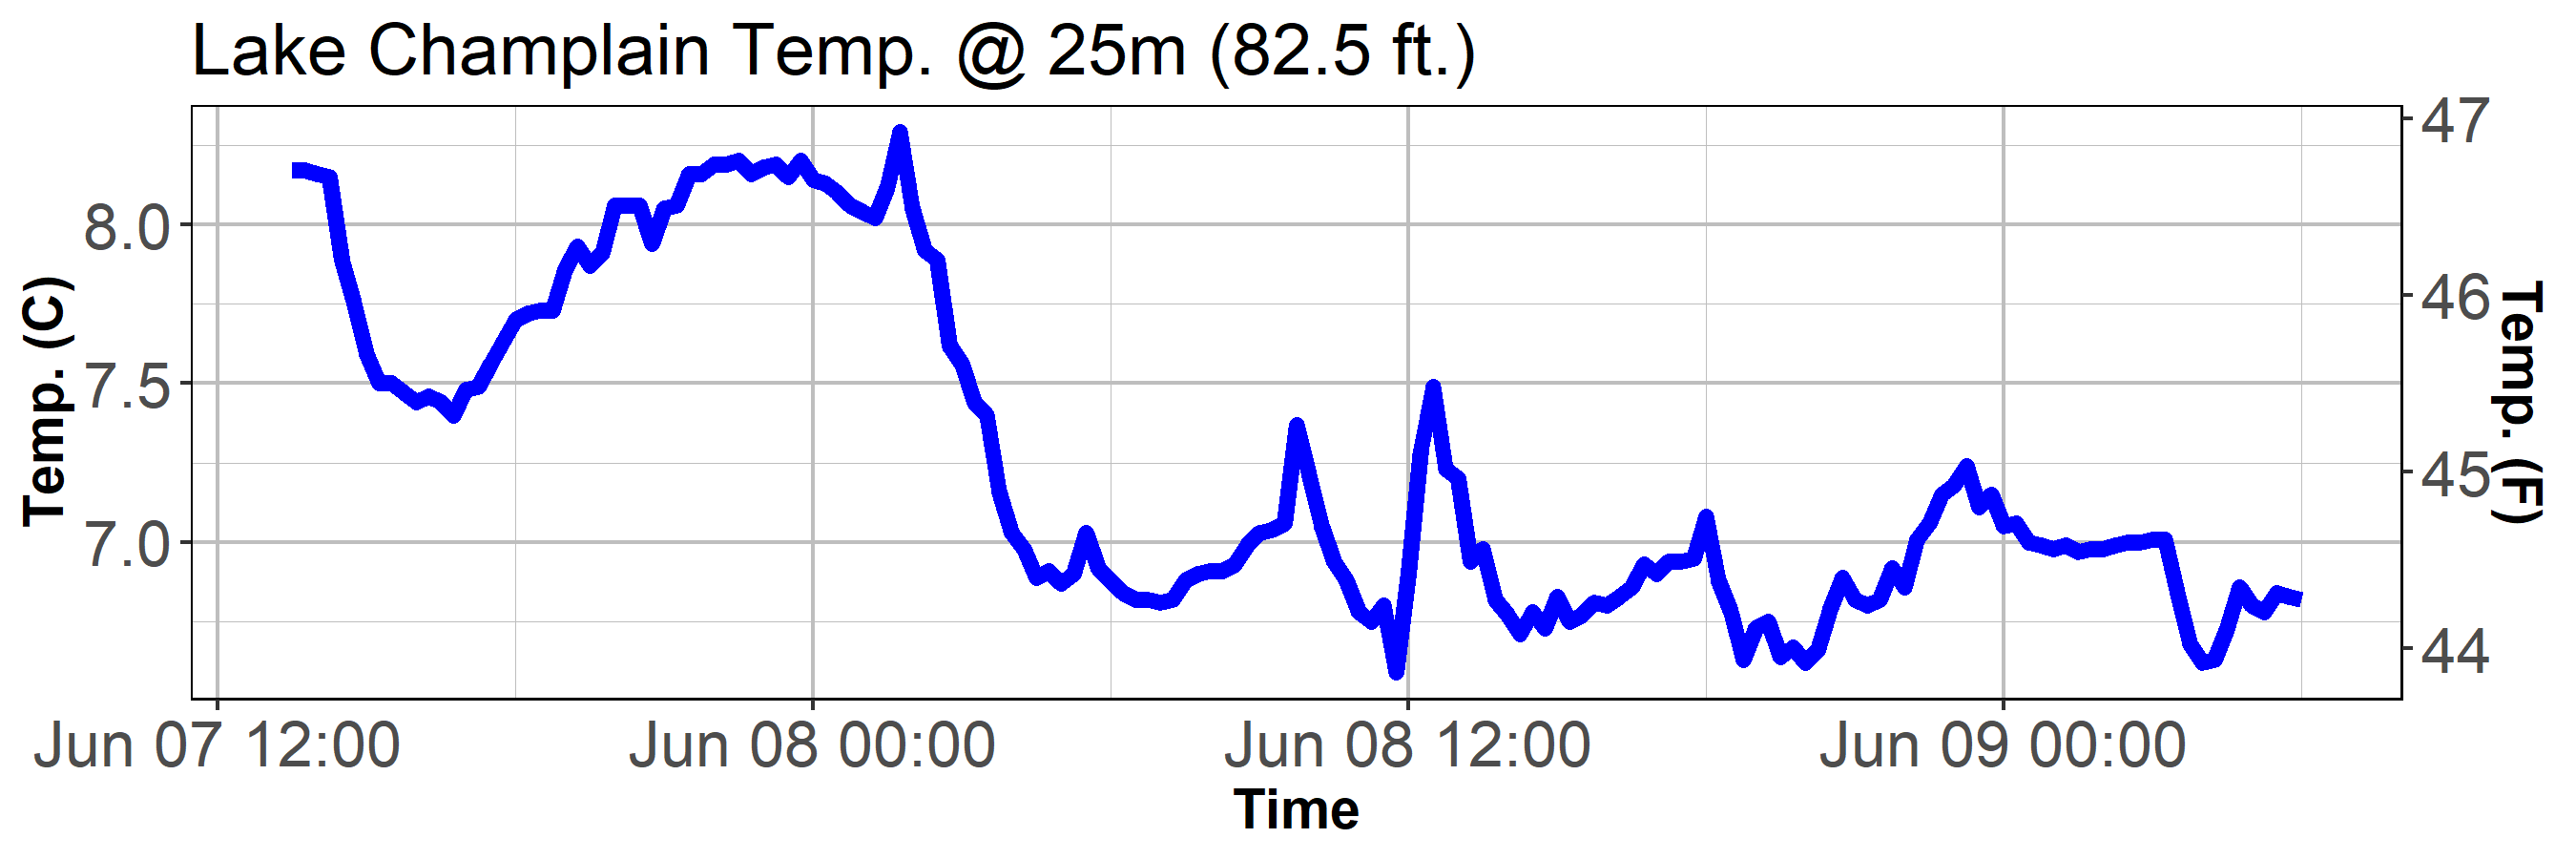 Lake Champlain Temp. @ 25m (82.5 ft.)
Temp. (C)
8.0
7.5
7.0
47
46
45
44
Temp. (F)
Jun 07 12:00
Jun 08 00:00
Jun 08 12:00
Jun 09 00:00
Time